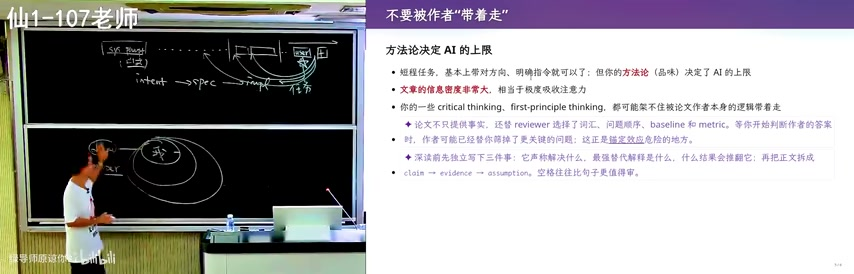 仙1-107老师
intent → spec → impl
任务
user
不要被作者“带着走”
方法论决定 AI 的上限
• 短程任务，基本上带对方向、明确指令就可以了；但你的方法论（品味）决定了 AI 的上限
• 文章的信息密度非常大，相当于极度吸收注意力
• 你的一些 critical thinking、first-principle thinking，都可能架不住被论文作者本身的逻辑带着走
✦ 论文不只提供事实，还替 reviewer 选择了词汇、问题顺序、baseline 和 metric。等你开始判断作者的答案
• 时，作者可能已经替你筛掉了更关键的问题；这正是锚定效应危险的地方。
✦ 深读前先独立写下三件事：它声称解决什么，最强替代解释是什么，什么结果会推翻它；再把正文拆成
• claim → evidence → assumption。空格往往比句子更值得审。
绿导师原谅你
bilibili